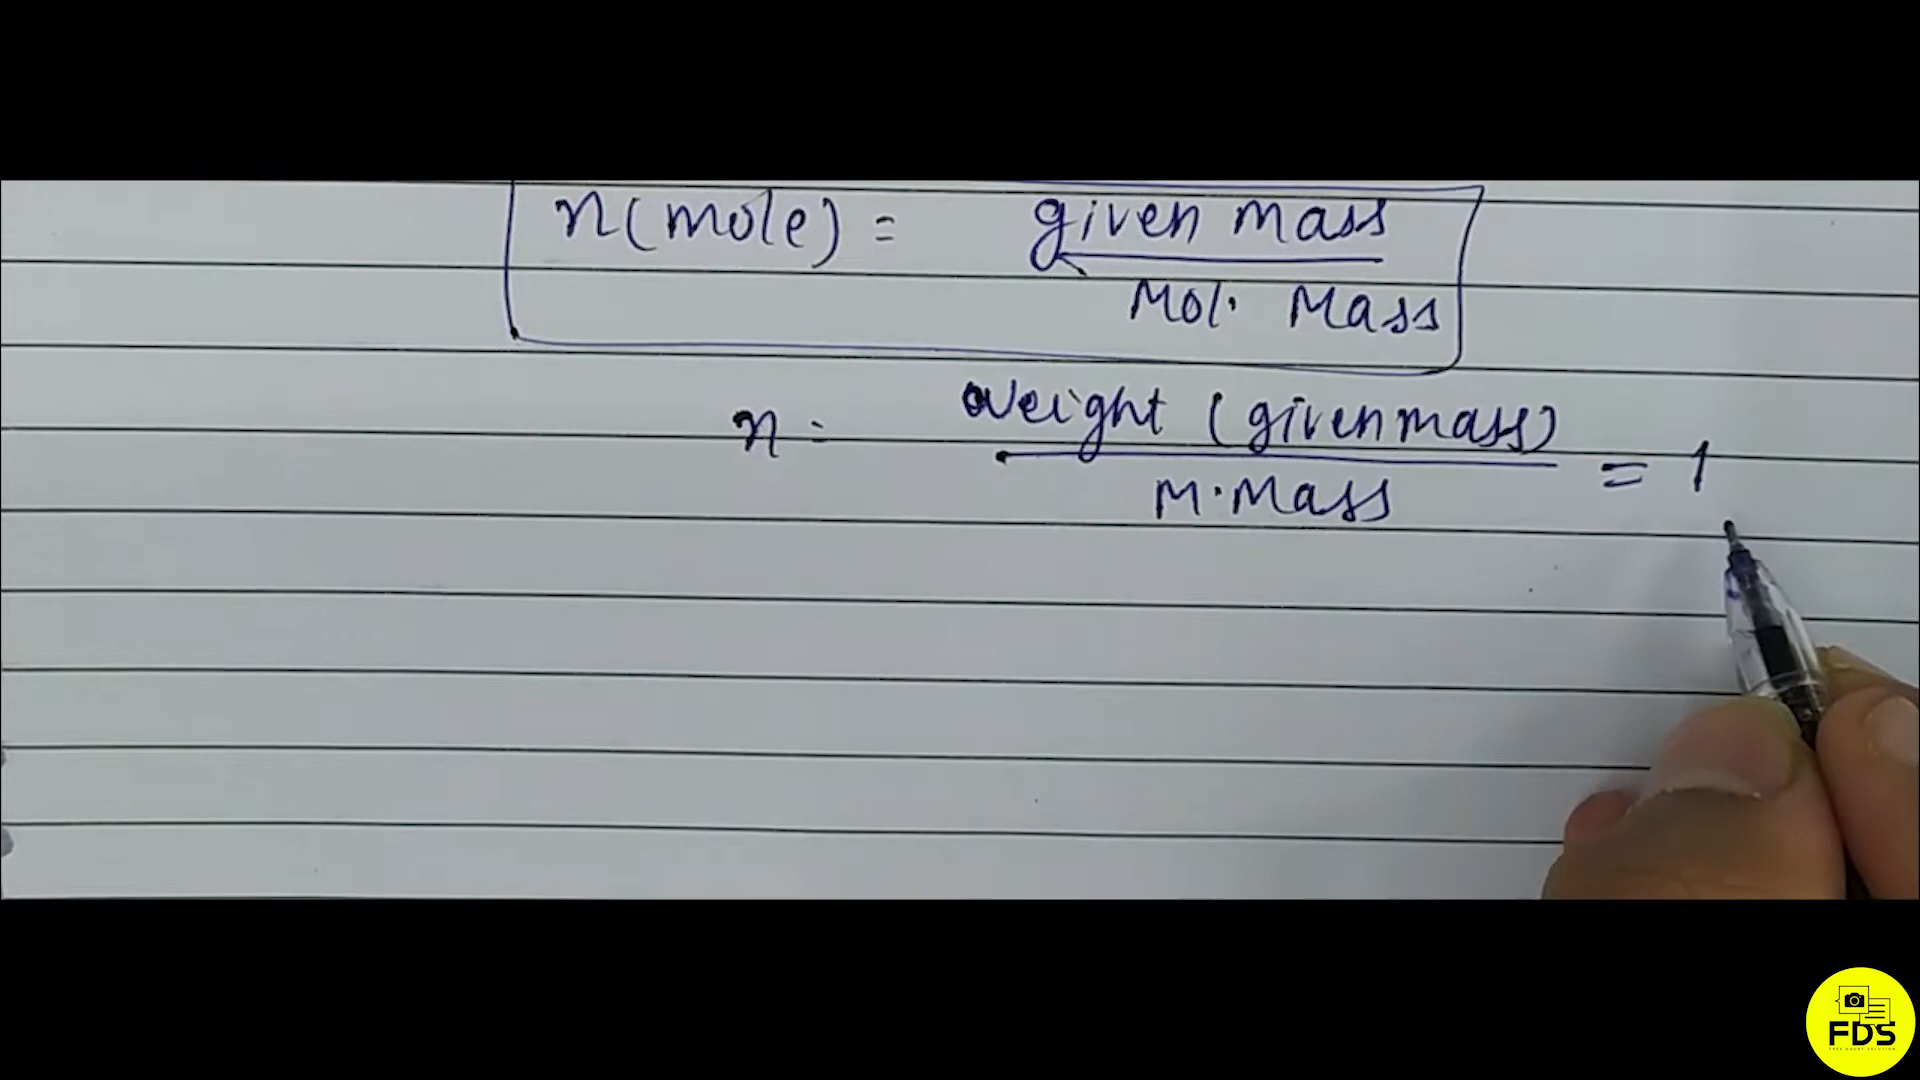 n(mole) = given mass
Mol. Mass
n = weight (given mass) = 1
M. Mass
FDS